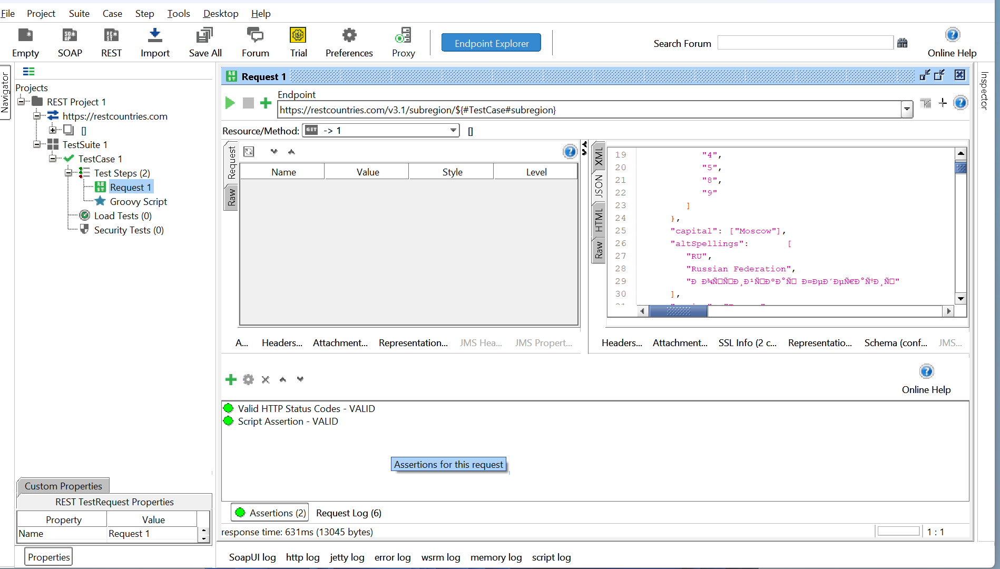 File Project Suite Case Step Tools Desktop Help
Empty SOAP REST Import Save All Forum Trial Preferences Proxy Endpoint Explorer Search Forum Online Help
Navigator
Projects
REST Project 1
https://restcountries.com
[]
TestSuite 1
TestCase 1
Test Steps (2)
Request 1
Groovy Script
Load Tests (0)
Security Tests (0)
Custom Properties
REST TestRequest Properties
Property Value
Name Request 1
Properties
Request 1
Endpoint
https://restcountries.com/v3.1/subregion/${#TestCase#subregion}
Resource/Method: GET -> 1 []
Request
Raw
Name Value Style Level
A... Headers... Attachment... Representation... JMS Hea... JMS Propert...
XML
JSON
HTML
Raw
19 "4",
20 "5",
21 "8",
22 "9"
23 ]
24 },
25 "capital": ["Moscow"],
26 "altSpellings": [
27 "RU",
28 "Russian Federation",
29
30 ],
Headers... Attachment... SSL Info (2 c... Representatio... Schema (conf... JMS...
Online Help
Valid HTTP Status Codes - VALID
Script Assertion - VALID
Assertions for this request
Assertions (2) Request Log (6)
response time: 631ms (13045 bytes) 1 : 1
SoapUI log http log jetty log error log wsrm log memory log script log
Inspector